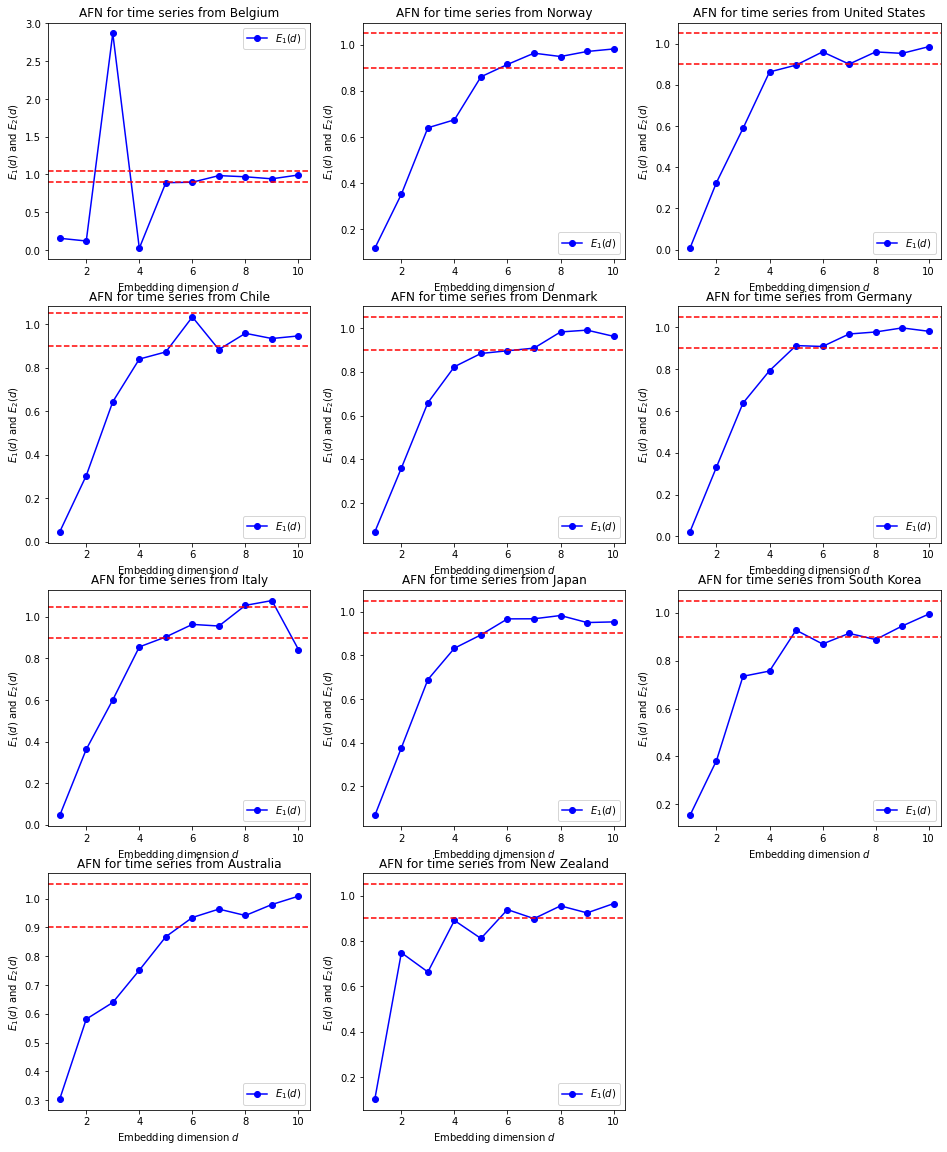 AFN for time series from Belgium
E₁(d) and E₂(d)
3.0
2.5
2.0
1.5
1.0
0.5
0.0
E₁(d)
2 4 6 8 10
Embedding dimension d
AFN for time series from Norway
E₁(d) and E₂(d)
1.0
0.8
0.6
0.4
0.2
E₁(d)
2 4 6 8 10
Embedding dimension d
AFN for time series from United States
E₁(d) and E₂(d)
1.0
0.8
0.6
0.4
0.2
0.0
E₁(d)
2 4 6 8 10
Embedding dimension d
AFN for time series from Chile
E₁(d) and E₂(d)
1.0
0.8
0.6
0.4
0.2
0.0
E₁(d)
2 4 6 8 10
Embedding dimension d
AFN for time series from Denmark
E₁(d) and E₂(d)
1.0
0.8
0.6
0.4
0.2
E₁(d)
2 4 6 8 10
Embedding dimension d
AFN for time series from Germany
E₁(d) and E₂(d)
1.0
0.8
0.6
0.4
0.2
0.0
E₁(d)
2 4 6 8 10
Embedding dimension d
AFN for time series from Italy
E₁(d) and E₂(d)
1.0
0.8
0.6
0.4
0.2
0.0
E₁(d)
2 4 6 8 10
Embedding dimension d
AFN for time series from Japan
E₁(d) and E₂(d)
1.0
0.8
0.6
0.4
0.2
E₁(d)
2 4 6 8 10
Embedding dimension d
AFN for time series from South Korea
E₁(d) and E₂(d)
1.0
0.8
0.6
0.4
0.2
E₁(d)
2 4 6 8 10
Embedding dimension d
AFN for time series from Australia
E₁(d) and E₂(d)
1.0
0.9
0.8
0.7
0.6
0.5
0.4
0.3
E₁(d)
2 4 6 8 10
Embedding dimension d
AFN for time series from New Zealand
E₁(d) and E₂(d)
1.0
0.8
0.6
0.4
0.2
E₁(d)
2 4 6 8 10
Embedding dimension d